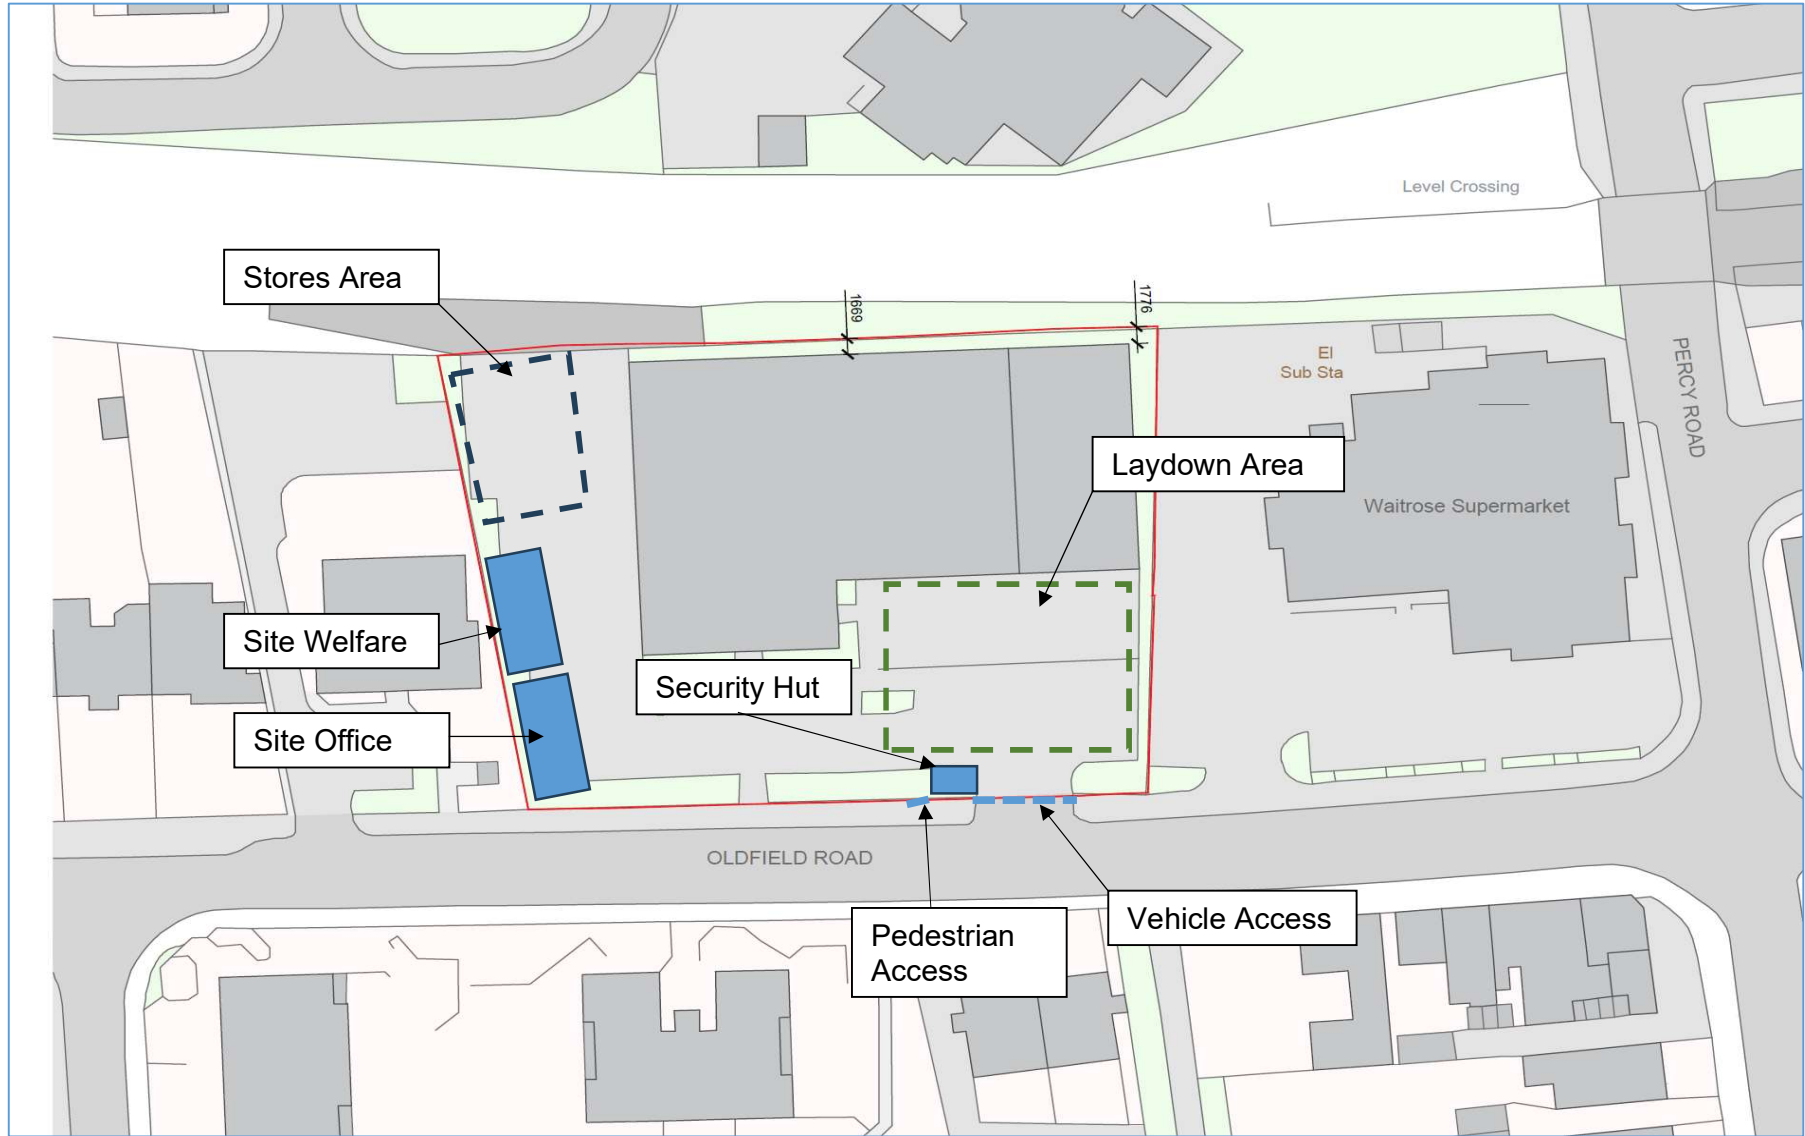 Level Crossing
Stores Area
1669
1776
El
Sub Sta
PERCY ROAD
Laydown Area
Waitrose Supermarket
Site Welfare
Security Hut
Site Office
OLDFIELD ROAD
Pedestrian
Access
Vehicle Access